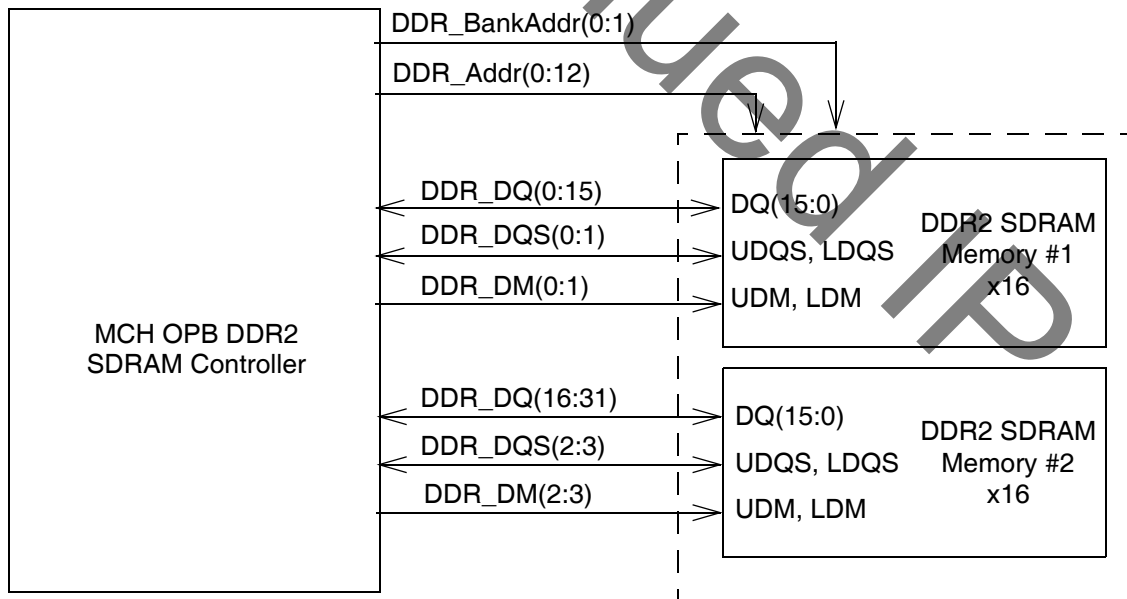 DDR_BankAddr(0:1)
DDR_Addr(0:12)
DDR_DQ(0:15)
DQ(15:0)
DDR_DQS(0:1)
UDQS, LDQS
DDR_DM(0:1)
UDM, LDM
DDR2 SDRAM
Memory #1
x16
MCH OPB DDR2
SDRAM Controller
DDR_DQ(16:31)
DQ(15:0)
DDR_DQS(2:3)
UDQS, LDQS
DDR_DM(2:3)
UDM, LDM
DDR2 SDRAM
Memory #2
x16
ued IP